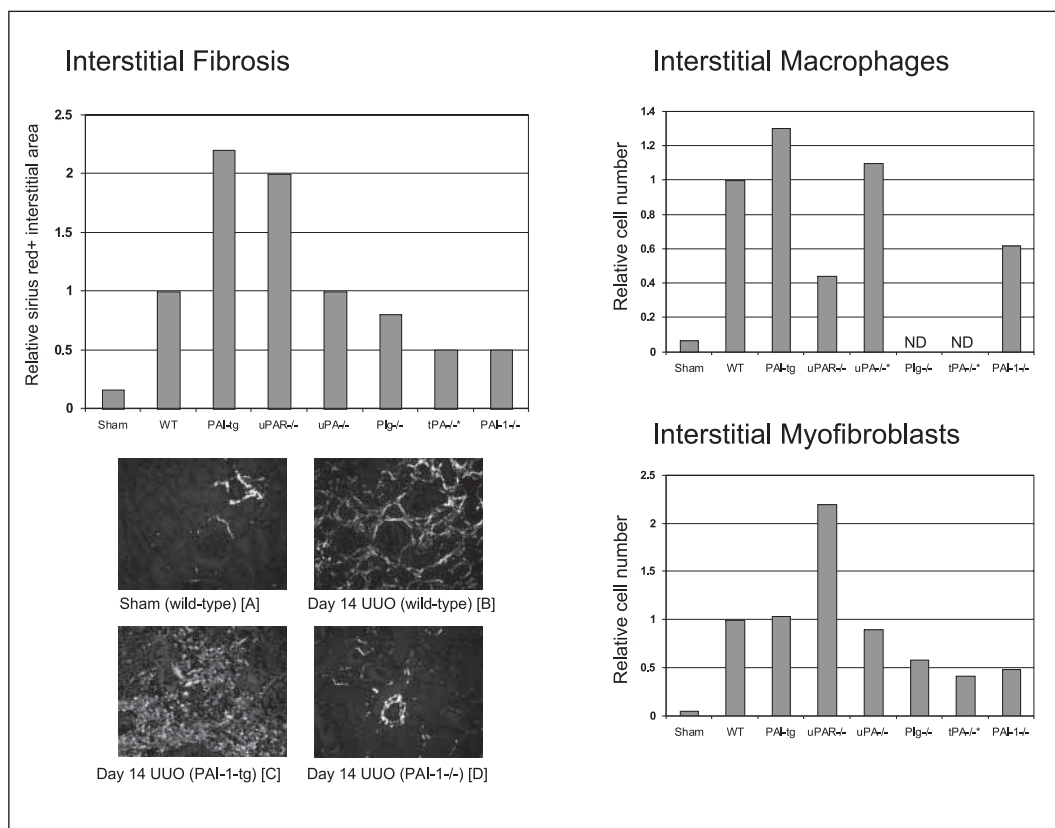 Interstitial Fibrosis
Relative sirius red+ interstitial area
2.5
2
1.5
1
0.5
0
Sham WT PAI-tg uPAR-/- uPA-/- Plg-/- tPA-/-* PAI-1-/-
Sham (wild-type) [A] Day 14 UUO (wild-type) [B]
Day 14 UUO (PAI-1-tg) [C] Day 14 UUO (PAI-1-/-) [D]
Interstitial Macrophages
Relative cell number
1.4
1.2
1
0.8
0.6
0.4
0.2
0
ND ND
Sham WT PAI-tg uPAR-/- uPA-/-* Plg-/- tPA-/-* PAI-1-/-
Interstitial Myofibroblasts
Relative cell number
2.5
2
1.5
1
0.5
0
Sham WT PAI-tg uPAR-/- uPA-/- Plg-/- tPA-/-* PAI-1-/-